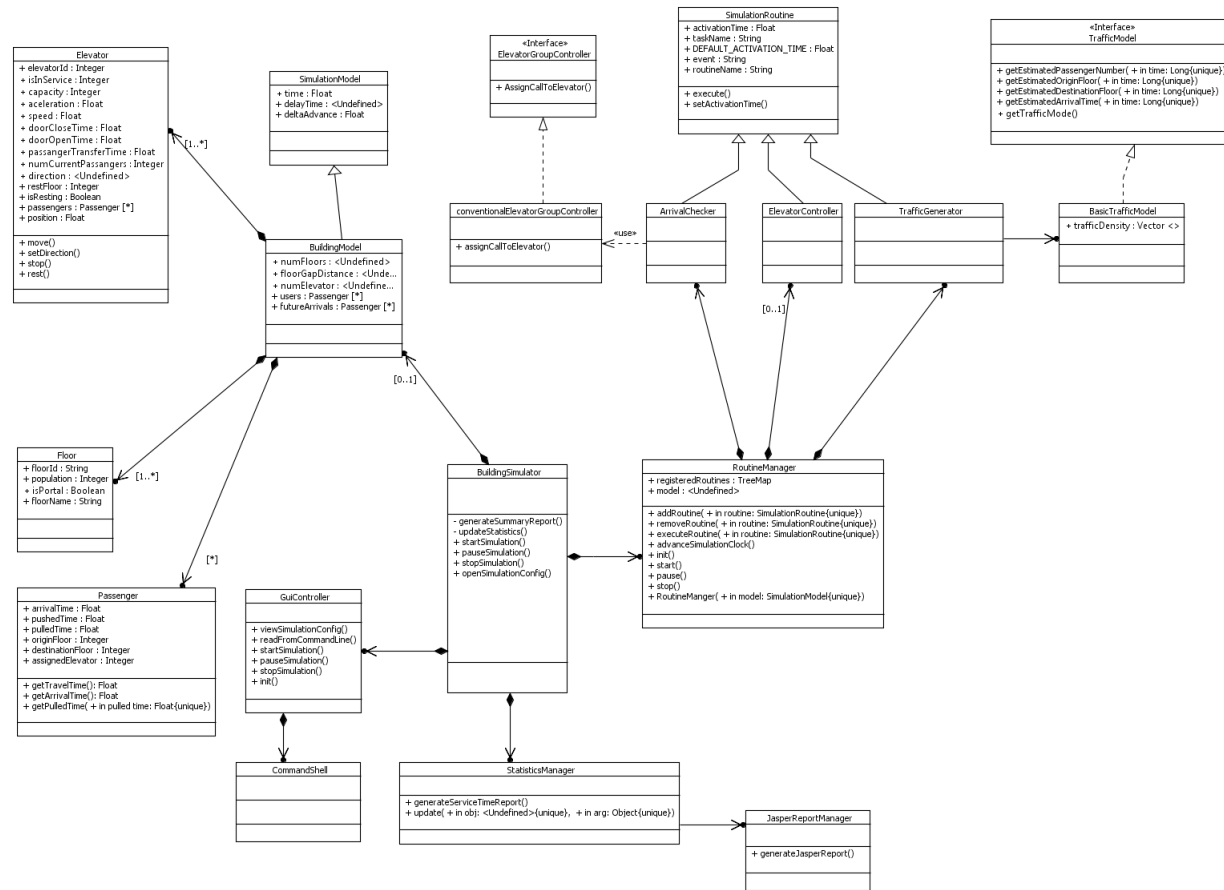 Elevator
+ elevatorId : Integer
+ isInService : Integer
+ capacity : Integer
+ aceleration : Float
+ speed : Float
+ doorCloseTime : Float
+ doorOpenTime : Float
+ passangerTransferTime : Float
+ numCurrentPassangers : Integer
+ direction : <Undefined>
+ restFloor : Integer
+ isResting : Boolean
+ passengers : Passenger [*]
+ position : Float
+ move()
+ setDirection()
+ stop()
+ rest()
[1..*]
SimulationModel
+ time : Float
+ delayTime : <Undefined>
+ deltaAdvance : Float
«Interface»
ElevatorGroupController
+ AssignCallToElevator()
SimulationRoutine
+ activationTime : Float
+ taskName : String
+ DEFAULT_ACTIVATION_TIME : Float
+ event : String
+ routineName : String
+ execute()
+ setActivationTime()
«Interface»
TrafficModel
+ getEstimatedPassengerNumber( + in time: Long{unique})
+ getEstimatedOriginFloor( + in time: Long{unique})
+ getEstimatedDestinationFloor( + in time: Long{unique})
+ getEstimatedArrivalTime( + in time: Long{unique})
+ getTrafficMode()
BuildingModel
+ numFloors : <Undefined>
+ floorGapDistance : <Unde...
+ numElevator : <Undefine...
+ users : Passenger [*]
+ futureArrivals : Passenger [*]
conventionalElevatorGroupController
+ assignCallToElevator()
«use»
ArrivalChecker
ElevatorController
[0..1]
TrafficGenerator
BasicTrafficModel
+ trafficDensity : Vector <>
[0..1]
Floor
+ floorId : String
+ population : Integer
+ isPortal : Boolean
+ floorName : String
[1..*]
[*]
BuildingSimulator
- generateSummaryReport()
- updateStatistics()
+ startSimulation()
+ pauseSimulation()
+ stopSimulation()
+ openSimulationConfig()
RoutineManager
+ registeredRoutines : TreeMap
+ model : <Undefined>
+ addRoutine( + in routine: SimulationRoutine{unique})
+ removeRoutine( + in routine: SimulationRoutine{unique})
+ executeRoutine( + in routine: SimulationRoutine{unique})
+ advanceSimulationClock()
+ init()
+ start()
+ pause()
+ stop()
+ RoutineManger( + in model: SimulationModel{unique})
Passenger
+ arrivalTime : Float
+ pushedTime : Float
+ pulledTime : Float
+ originFloor : Integer
+ destinationFloor : Integer
+ assignedElevator : Integer
+ getTravelTime(): Float
+ getArrivalTime(): Float
+ getPulledTime( + in pulled time: Float{unique})
GuiController
+ viewSimulationConfig()
+ readFromCommandLine()
+ startSimulation()
+ pauseSimulation()
+ stopSimulation()
+ init()
CommandShell
StatisticsManager
+ generateServiceTimeReport()
+ update( + in obj: <Undefined>{unique}, + in arg: Object{unique})
JasperReportManager
+ generateJasperReport()